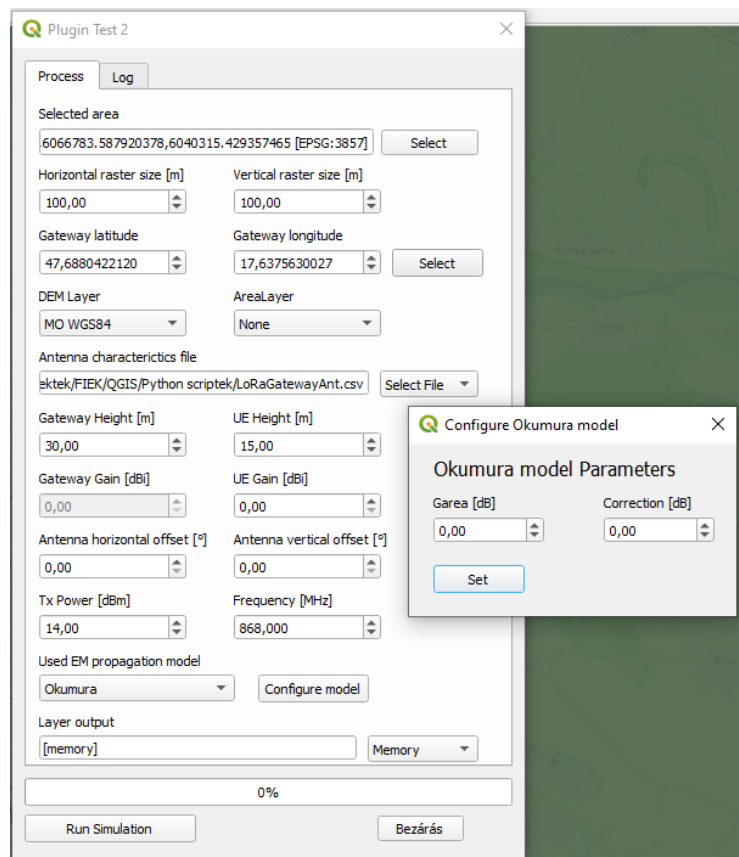 Plugin Test 2
Process Log
Selected area
.6066783.587920378,6040315.429357465 [EPSG:3857] Select
Horizontal raster size [m] Vertical raster size [m]
100,00 100,00
Gateway latitude Gateway longitude
47,6880422120 17,6375630027 Select
DEM Layer AreaLayer
MO WGS84 None
Antenna characterictics file
ektek/FIEK/QGIS/Python scriptek/LoRaGatewayAnt.csv Select File
Gateway Height [m] UE Height [m]
30,00 15,00
Gateway Gain [dBi] UE Gain [dBi]
0,00 0,00
Antenna horizontal offset [°] Antenna vertical offset [°]
0,00 0,00
Tx Power [dBm] Frequency [MHz]
14,00 868,000
Used EM propagation model
Okumura Configure model
Layer output
[memory] Memory
0%
Run Simulation Bezárás
Configure Okumura model
Okumura model Parameters
Garea [dB] Correction [dB]
0,00 0,00
Set